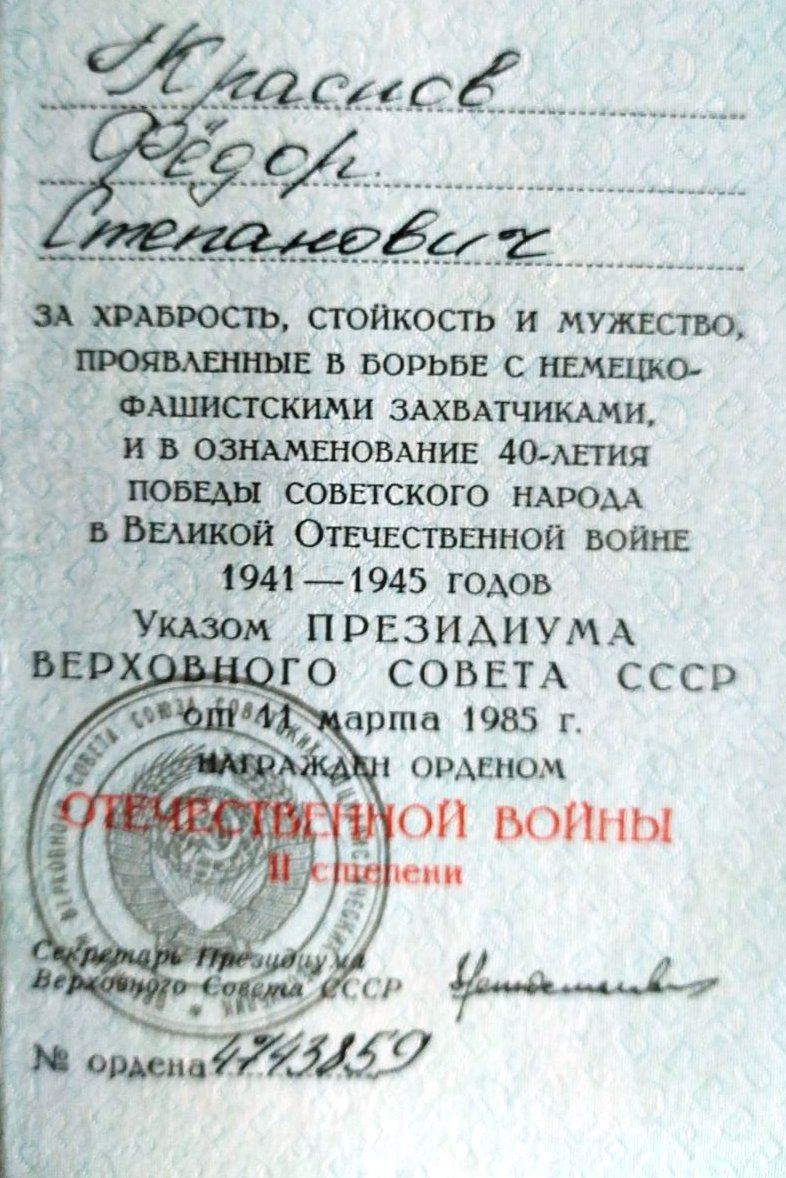 Краснов
Фёдор
Степанович
ЗА ХРАБРОСТЬ, СТОЙКОСТЬ И МУЖЕСТВО,
ПРОЯВЛЕННЫЕ В БОРЬБЕ С НЕМЕЦКО-
ФАШИСТСКИМИ ЗАХВАТЧИКАМИ,
И В ОЗНАМЕНОВАНИЕ 40-ЛЕТИЯ
ПОБЕДЫ СОВЕТСКОГО НАРОДА
В ВЕЛИКОЙ ОТЕЧЕСТВЕННОЙ ВОЙНЕ
1941—1945 ГОДОВ
УКАЗОМ ПРЕЗИДИУМА
ВЕРХОВНОГО СОВЕТА СССР
от 11 марта 1985 г.
НАГРАЖДЕН ОРДЕНОМ
ОТЕЧЕСТВЕННОЙ ВОЙНЫ
II степени
Секретарь Президиума
Верховного Совета СССР
№ ордена 4743859